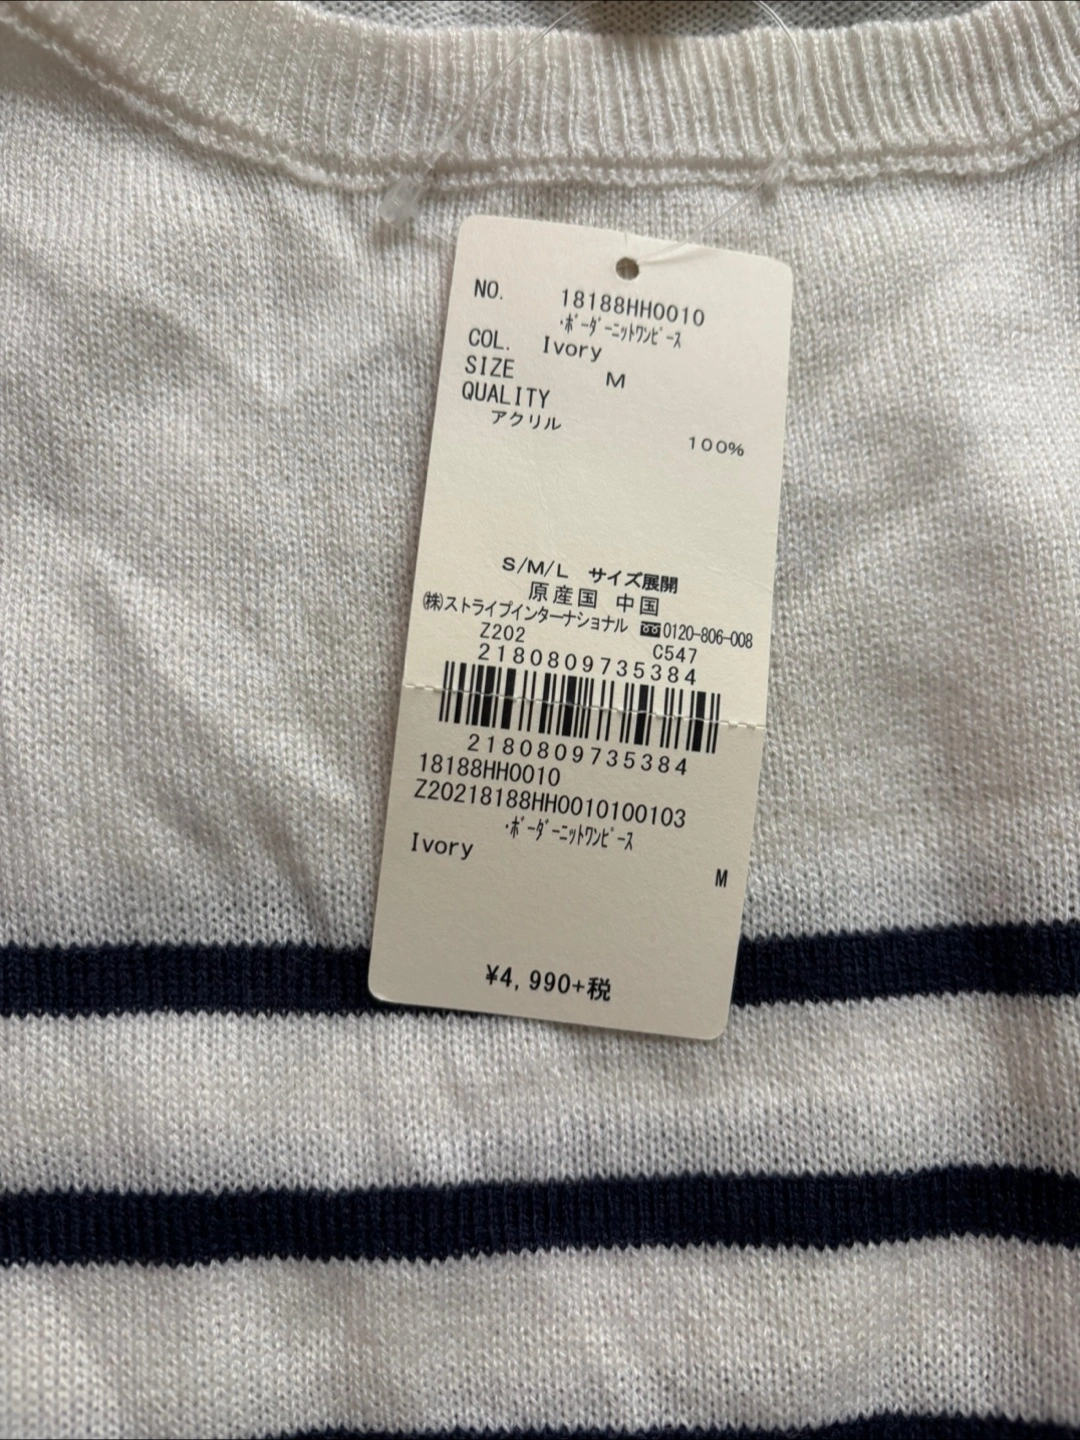 NO. 18188HH0010
・ボーダーニットワンピース
COL. Ivory
SIZE M
QUALITY
アクリル 100%
S/M/L サイズ展開
原産国 中国
㈱ストライプインターナショナル ☎0120-806-008
Z202 C547
2180809735384
2180809735384
18188HH0010
Z20218188HH0010100103
・ボーダーニットワンピース
Ivory M
¥4,990+税